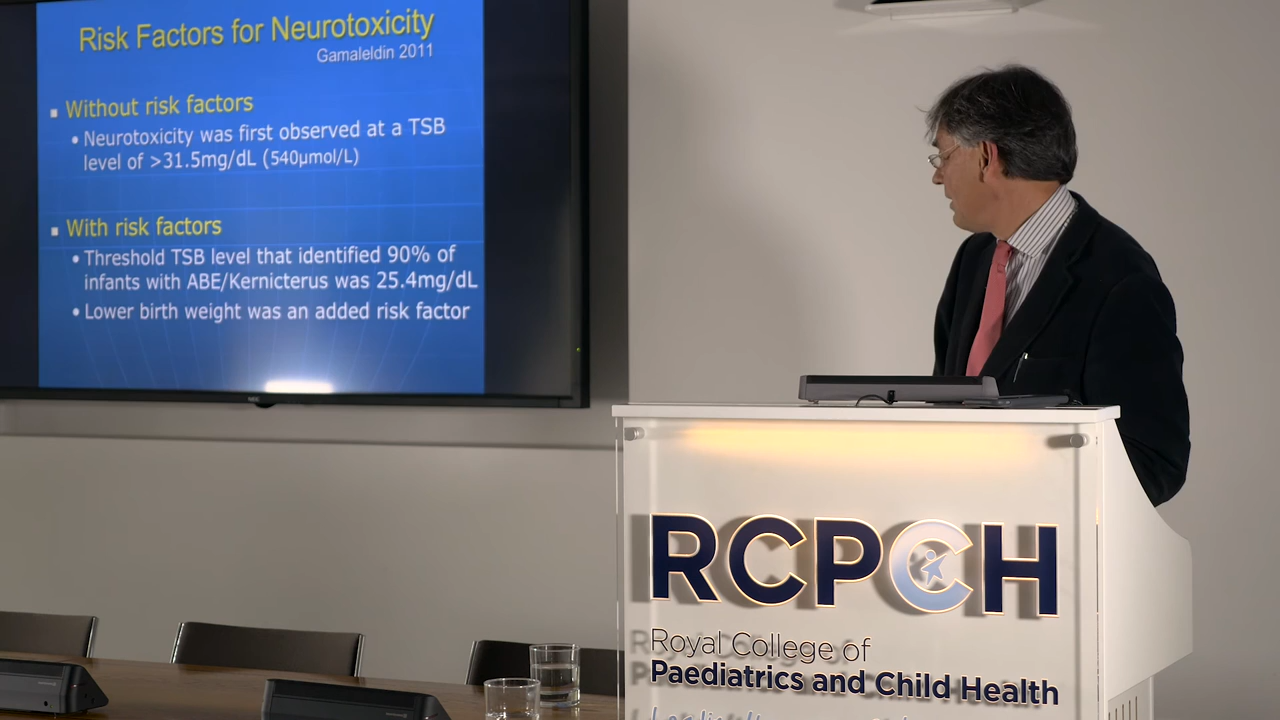 Risk Factors for Neurotoxicity
Gamaleldin 2011
Without risk factors
• Neurotoxicity was first observed at a TSB
level of >31.5mg/dL (540µmol/L)
With risk factors
• Threshold TSB level that identified 90% of
infants with ABE/Kernicterus was 25.4mg/dL
• Lower birth weight was an added risk factor
NEC
RCPCH
Royal College of
Paediatrics and Child Health